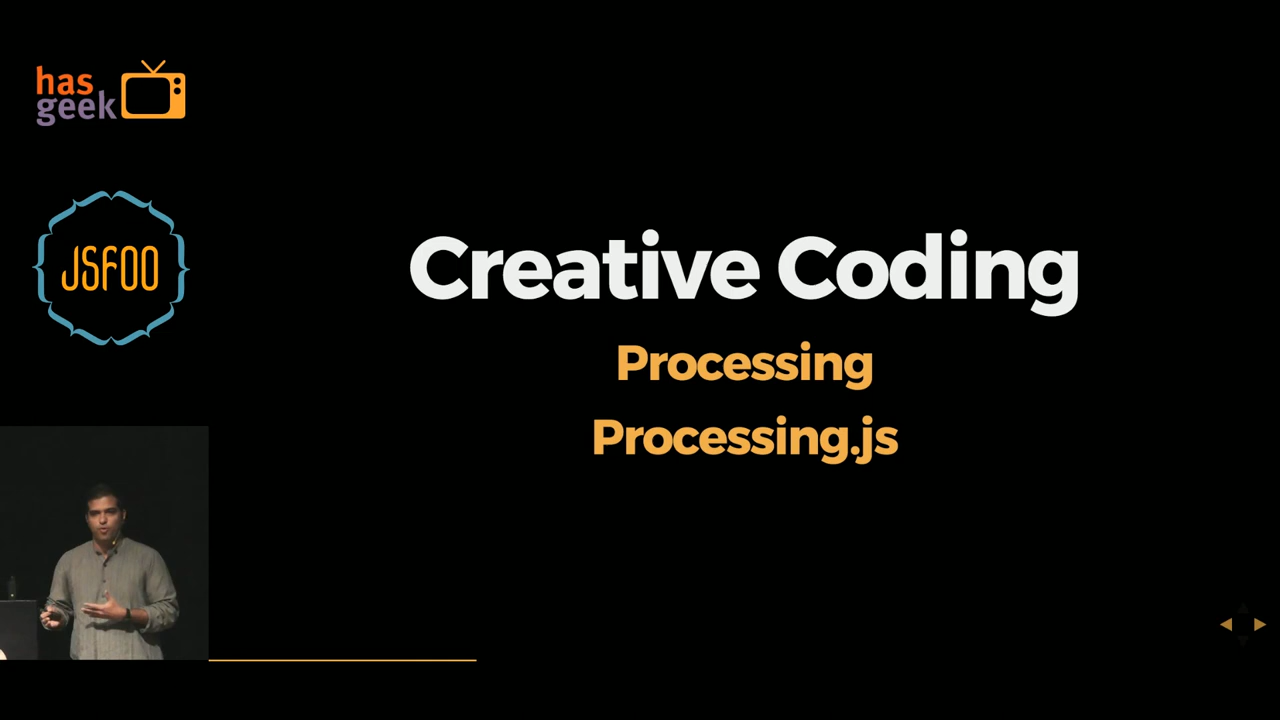 has
geek
JSFOO
Creative Coding
Processing
Processing.js